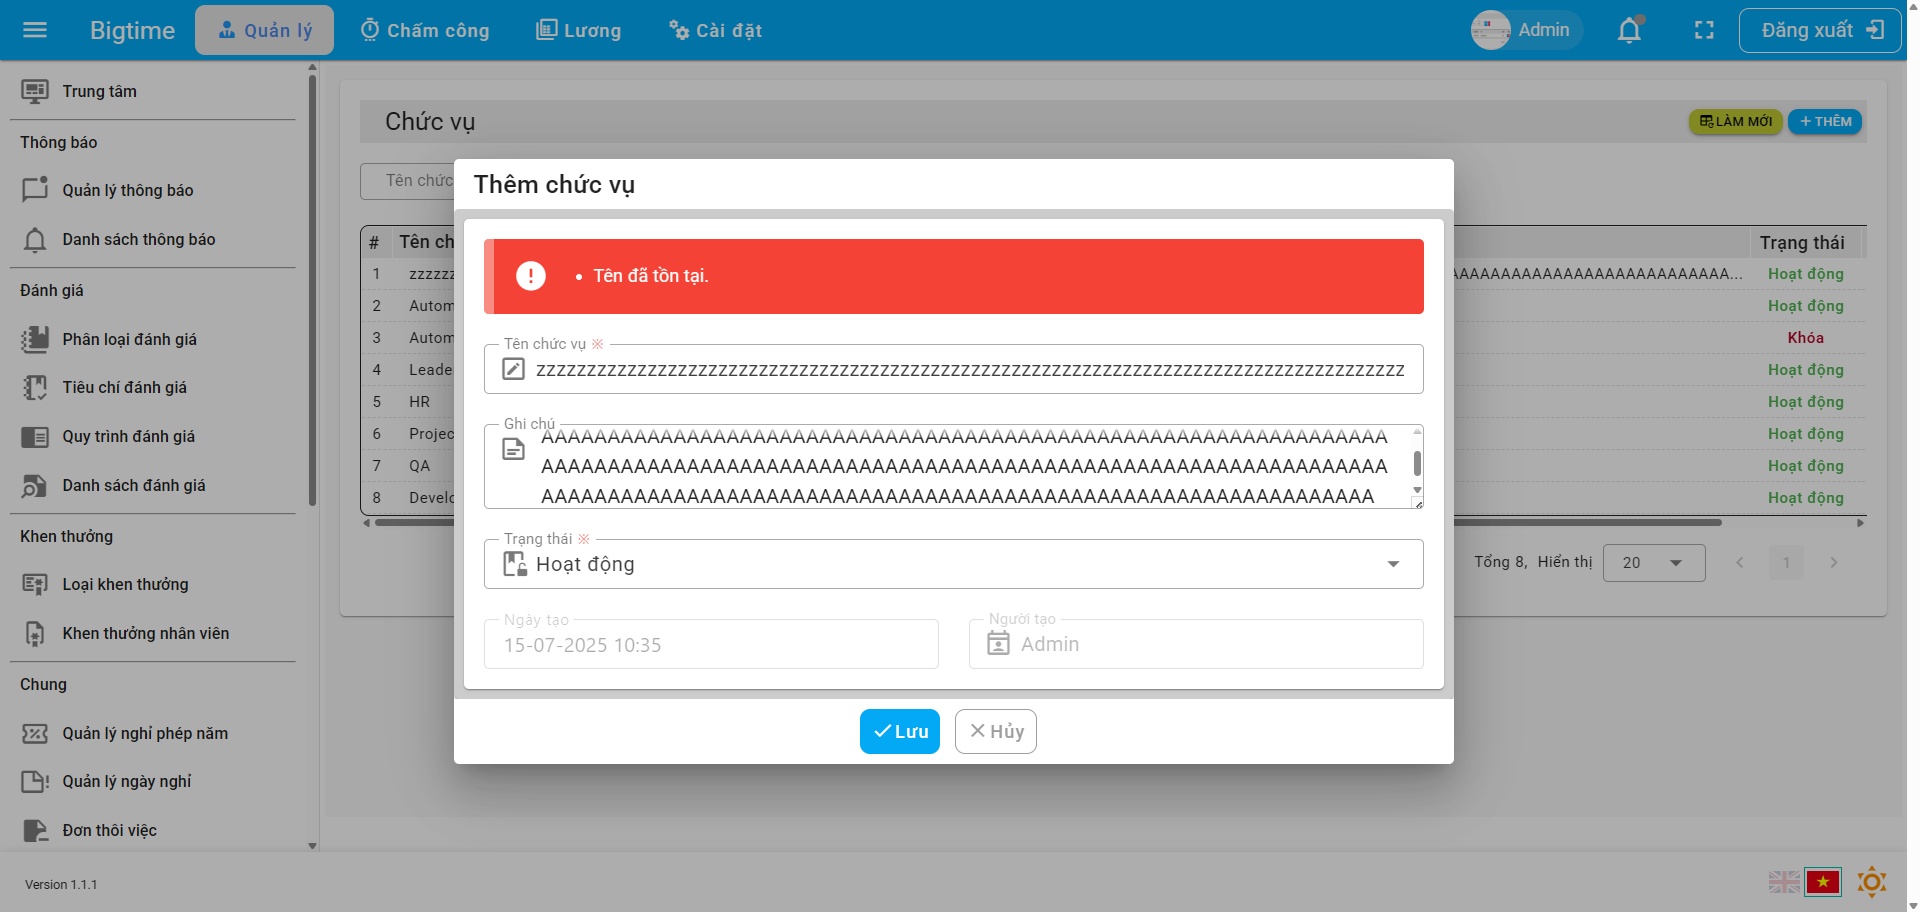 Bigtime
Quản lý
Chấm công
Lương
Cài đặt
Admin
Đăng xuất
Trung tâm
Thông báo
Quản lý thông báo
Danh sách thông báo
Đánh giá
Phân loại đánh giá
Tiêu chí đánh giá
Quy trình đánh giá
Danh sách đánh giá
Khen thưởng
Loại khen thưởng
Khen thưởng nhân viên
Chung
Quản lý nghỉ phép năm
Quản lý ngày nghỉ
Đơn thôi việc
Version 1.1.1
Chức vụ
LÀM MỚI
+ THÊM
Tên chức
# Tên ch Trạng thái
1 Hoạt động
2 Autom Hoạt động
3 Autom Khóa
4 Leade Hoạt động
5 HR Hoạt động
6 Projec Hoạt động
7 QA Hoạt động
8 Develo Hoạt động
Tổng 8, Hiển thị 20 1
Thêm chức vụ
• Tên đã tồn tại.
Tên chức vụ ※
Ghi chú
Trạng thái ※
Hoạt động
Ngày tạo
15-07-2025 10:35
Người tạo
Admin
Lưu
Hủy